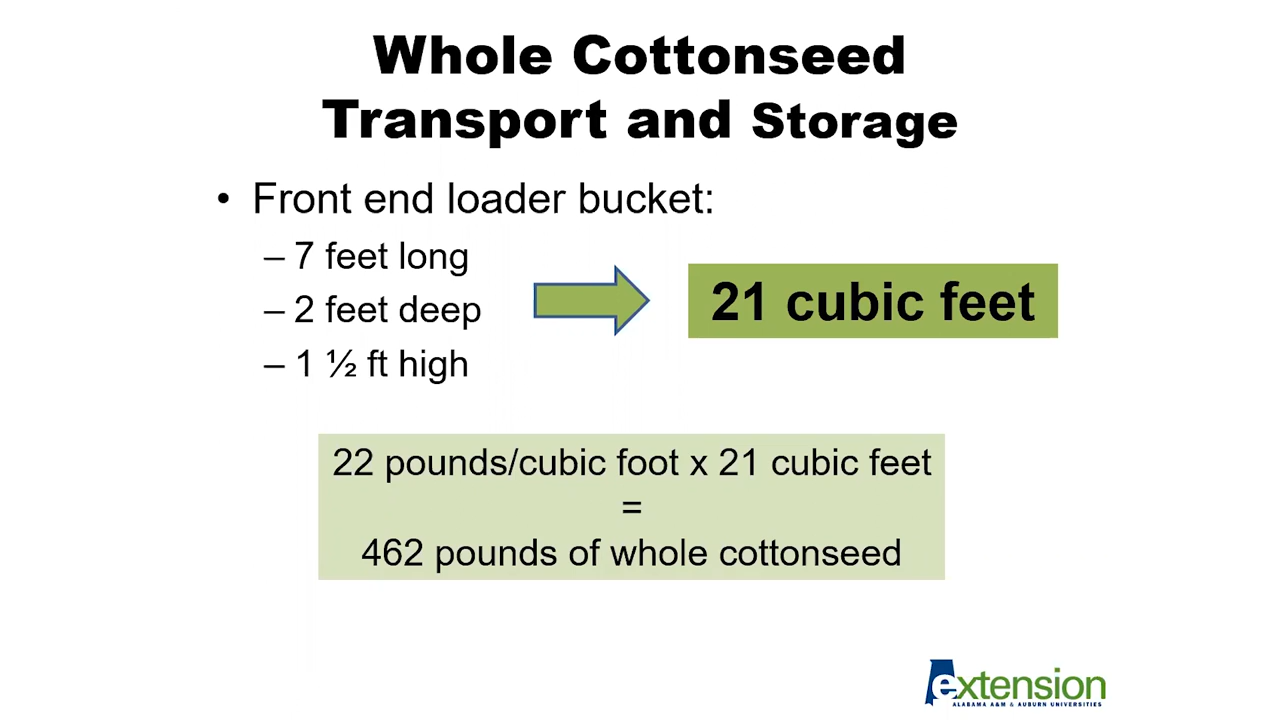 Whole Cottonseed
Transport and Storage
• Front end loader bucket:
– 7 feet long
– 2 feet deep
– 1 ½ ft high
21 cubic feet
22 pounds/cubic foot x 21 cubic feet
=
462 pounds of whole cottonseed
extension
ALABAMA A&M & AUBURN UNIVERSITIES